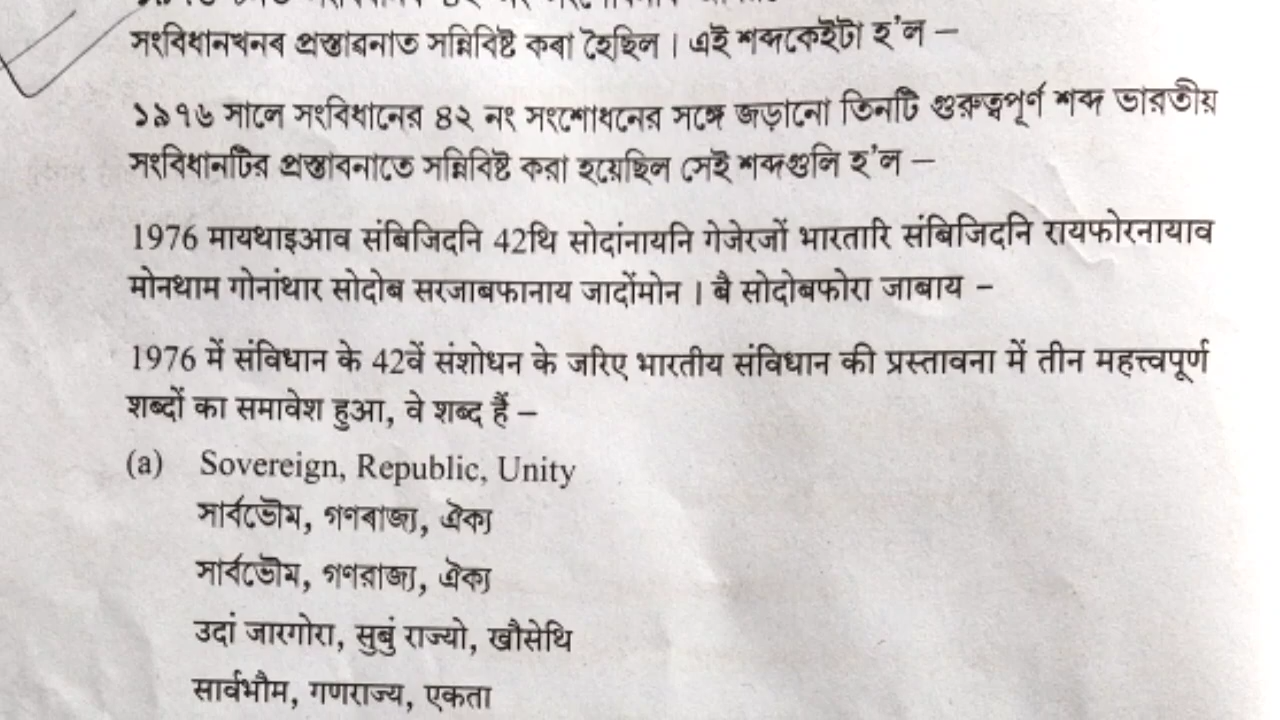 সংবিধানখনৰ প্ৰস্তাৱনাত সন্নিবিষ্ট কৰা হৈছিল। এই শব্দকেইটা হ'ল –
১৯৭৬ সালে সংবিধানের ৪২ নং সংশোধনের সঙ্গে জড়ানো তিনটি গুরুত্বপূর্ণ শব্দ ভারতীয়
সংবিধানটির প্রস্তাবনাতে সন্নিবিষ্ট করা হয়েছিল সেই শব্দগুলি হ'ল –
1976 मायथाइआव संबिजिदनि 42थि सोदांनायनि गेजेरजों भारतारि संबिजिदनि रायफोरनायाव
मोनथाम गोनांथार सोदोब सरजाबफानाय जादोंमोन । बै सोदोबफोरा जाबाय –
1976 में संविधान के 42वें संशोधन के जरिए भारतीय संविधान की प्रस्तावना में तीन महत्त्वपूर्ण
शब्दों का समावेश हुआ, वे शब्द हैं –
(a) Sovereign, Republic, Unity
সাৰ্বভৌম, গণৰাজ্য, ঐক্য
সার্বভৌম, গণরাজ্য, ঐক্য
उदां जारगोरा, सुबुं राज्यो, खौसेथि
सार्वभौम, गणराज्य, एकता